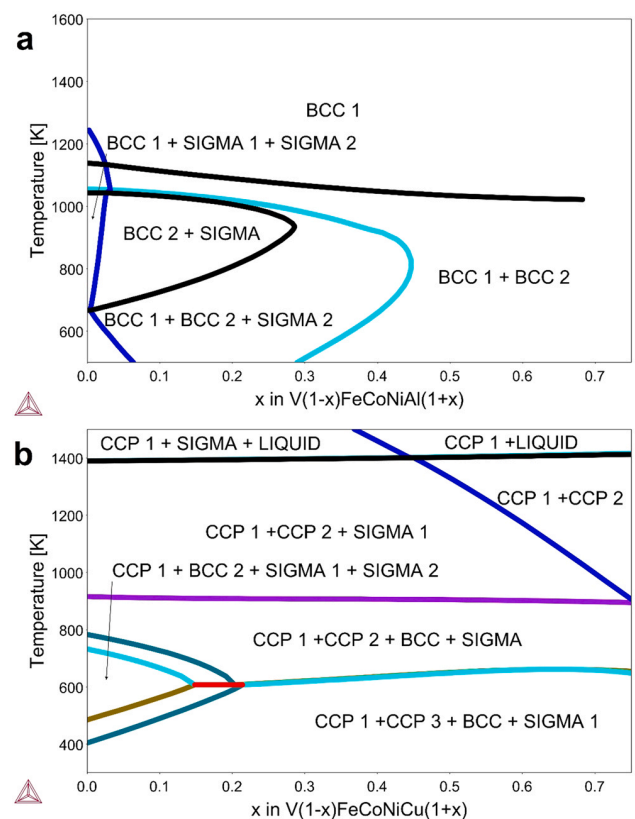 a
1600
1400
1200
1000
800
600
Temperature [K]
BCC 1
BCC 1 + SIGMA 1 + SIGMA 2
BCC 2 + SIGMA
BCC 1 + BCC 2
BCC 1 + BCC 2 + SIGMA 2
0.0 0.1 0.2 0.3 0.4 0.5 0.6 0.7
x in V(1-x)FeCoNiAl(1+x)
b
1400
1200
1000
800
600
400
Temperature [K]
CCP 1 + SIGMA + LIQUID
CCP 1 +LIQUID
CCP 1 +CCP 2
CCP 1 +CCP 2 + SIGMA 1
CCP 1 + BCC 2 + SIGMA 1 + SIGMA 2
CCP 1 +CCP 2 + BCC + SIGMA
CCP 1 +CCP 3 + BCC + SIGMA 1
0.0 0.1 0.2 0.3 0.4 0.5 0.6 0.7
x in V(1-x)FeCoNiCu(1+x)